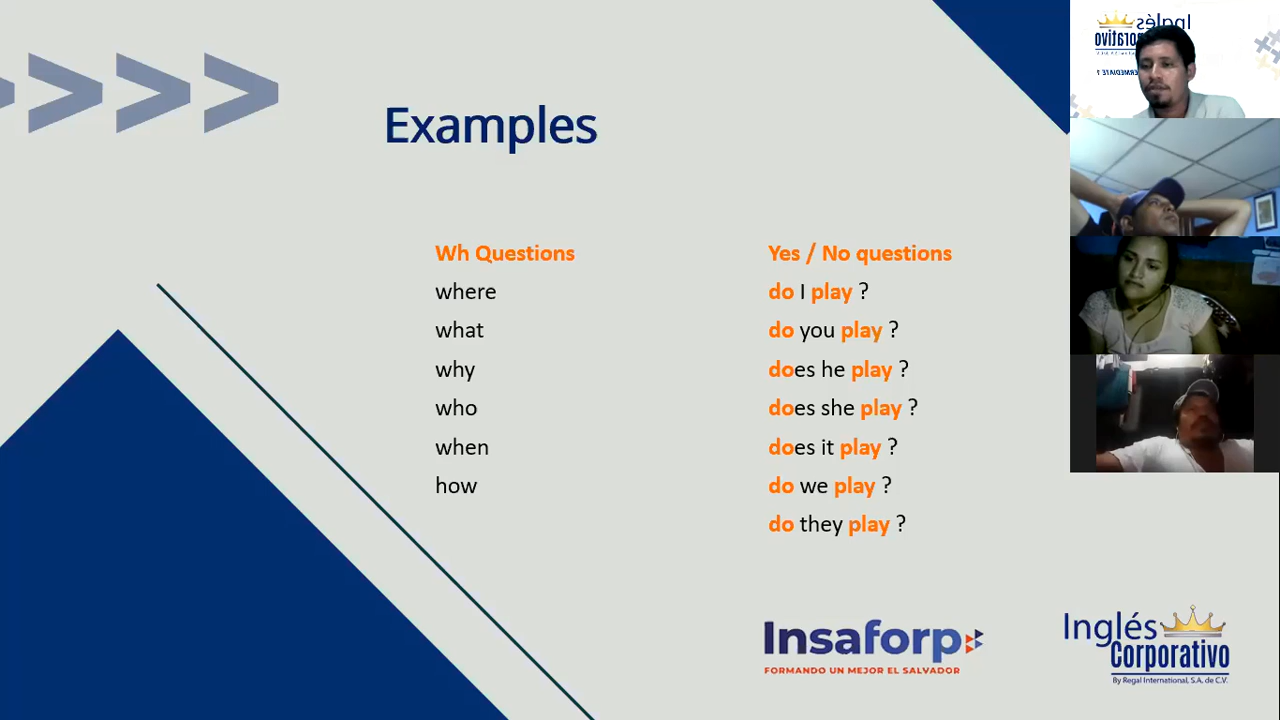 Examples
Wh Questions
where
what
why
who
when
how
Yes / No questions
do I play ?
do you play ?
does he play ?
does she play ?
does it play ?
do we play ?
do they play ?
Insaforp
FORMANDO UN MEJOR EL SALVADOR
Inglés
Corporativo
By Regal International, S.A. de C.V.
Inglés